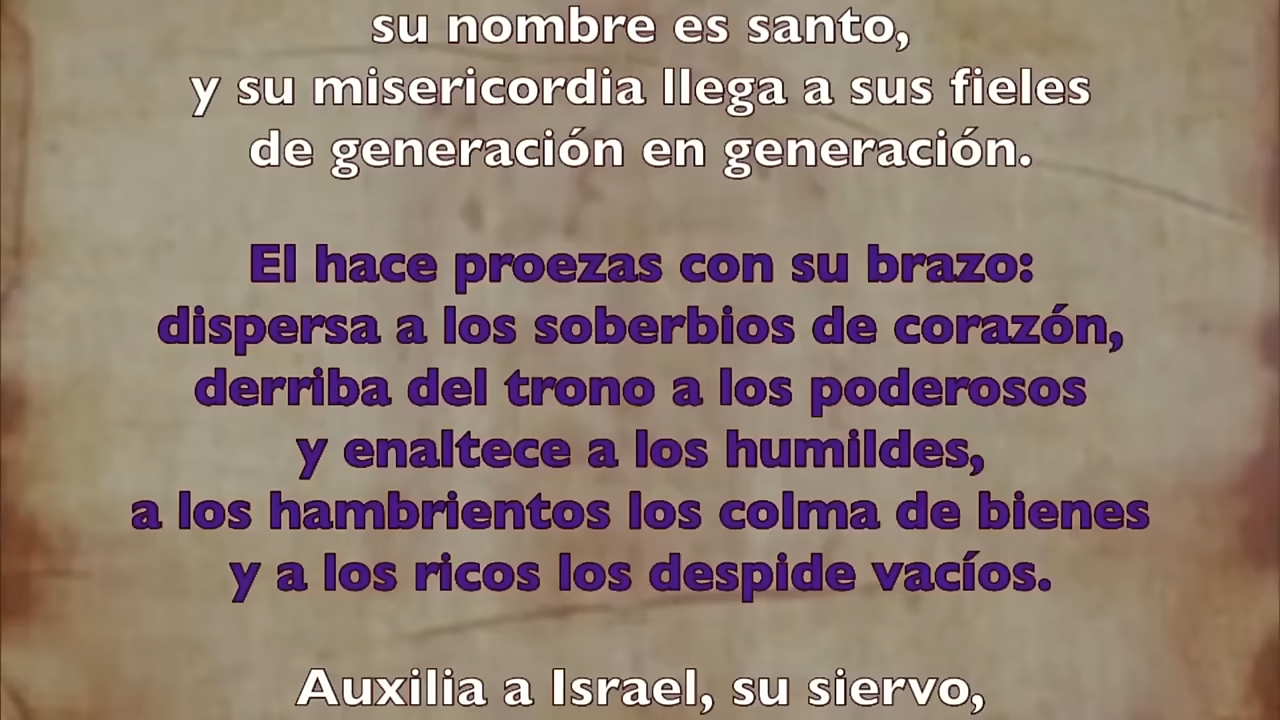 su nombre es santo,
y su misericordia llega a sus fieles
de generación en generación.
El hace proezas con su brazo:
dispersa a los soberbios de corazón,
derriba del trono a los poderosos
y enaltece a los humildes,
a los hambrientos los colma de bienes
y a los ricos los despide vacíos.
Auxilia a Israel, su siervo,